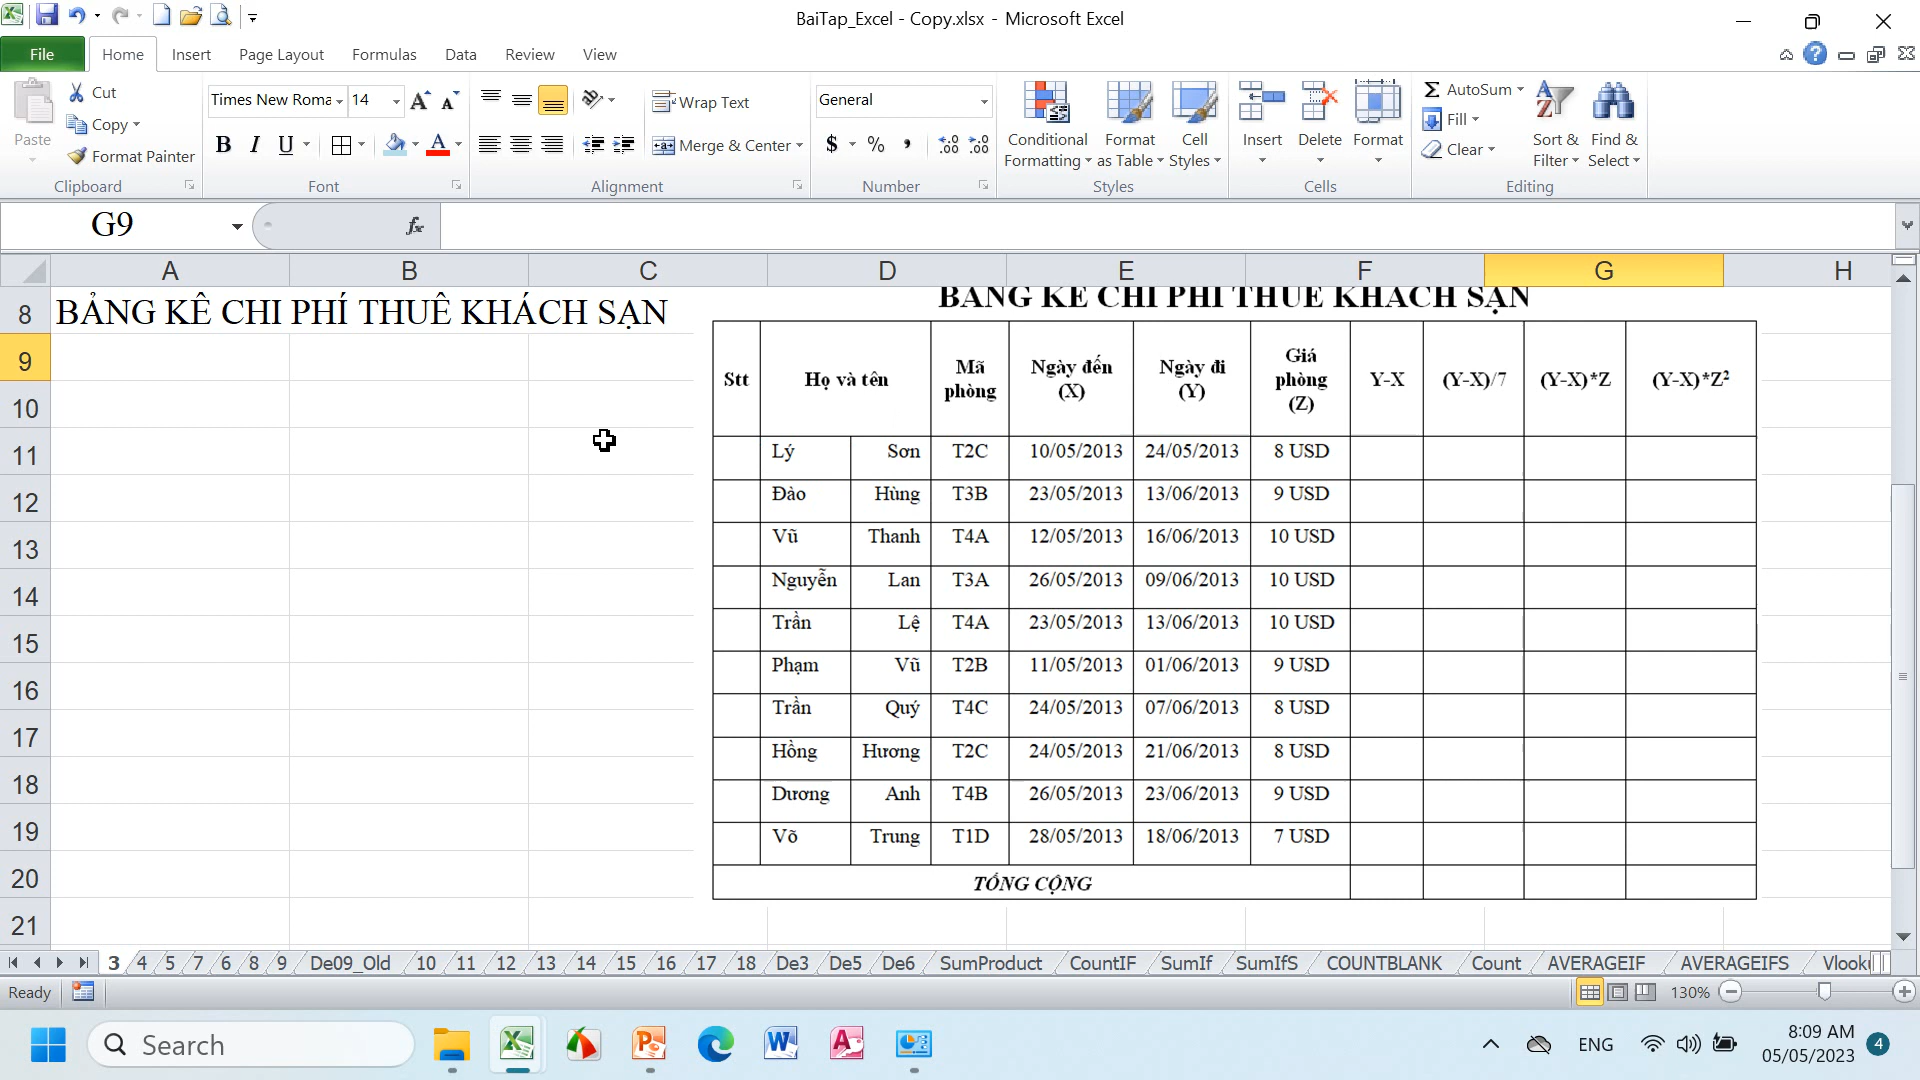 BaiTap_Excel - Copy.xlsx - Microsoft Excel
File Home Insert Page Layout Formulas Data Review View
Paste
Cut
Copy
Format Painter
Clipboard
Times New Roma 14
B I U
A
Font
Wrap Text
Merge & Center
Alignment
General
$ % ,
Number
Conditional Formatting
Format as Table
Cell Styles
Styles
Insert Delete Format
Cells
AutoSum
Fill
Clear
Sort & Filter
Find & Select
Editing
G9 fx
A B C D E F G H
8 BẢNG KÊ CHI PHÍ THUÊ KHÁCH SẠN
9
10
11
12
13
14
15
16
17
18
19
20
21
BẢNG KÊ CHI PHÍ THUÊ KHÁCH SẠN
Stt Họ và tên Mã phòng Ngày đến (X) Ngày đi (Y) Giá phòng (Z) Y-X (Y-X)/7 (Y-X)*Z (Y-X)*Z²
Lý Sơn T2C 10/05/2013 24/05/2013 8 USD
Đào Hùng T3B 23/05/2013 13/06/2013 9 USD
Vũ Thanh T4A 12/05/2013 16/06/2013 10 USD
Nguyễn Lan T3A 26/05/2013 09/06/2013 10 USD
Trần Lệ T4A 23/05/2013 13/06/2013 10 USD
Phạm Vũ T2B 11/05/2013 01/06/2013 9 USD
Trần Quý T4C 24/05/2013 07/06/2013 8 USD
Hồng Hương T2C 24/05/2013 21/06/2013 8 USD
Dương Anh T4B 26/05/2013 23/06/2013 9 USD
Võ Trung T1D 28/05/2013 18/06/2013 7 USD
TỔNG CỘNG
3 4 5 7 6 8 9 De09_Old 10 11 12 13 14 15 16 17 18 De3 De5 De6 SumProduct CountIF SumIf SumIfS COUNTBLANK Count AVERAGEIF AVERAGEIFS
Ready 130%
Search
ENG
8:09 AM
05/05/2023
4